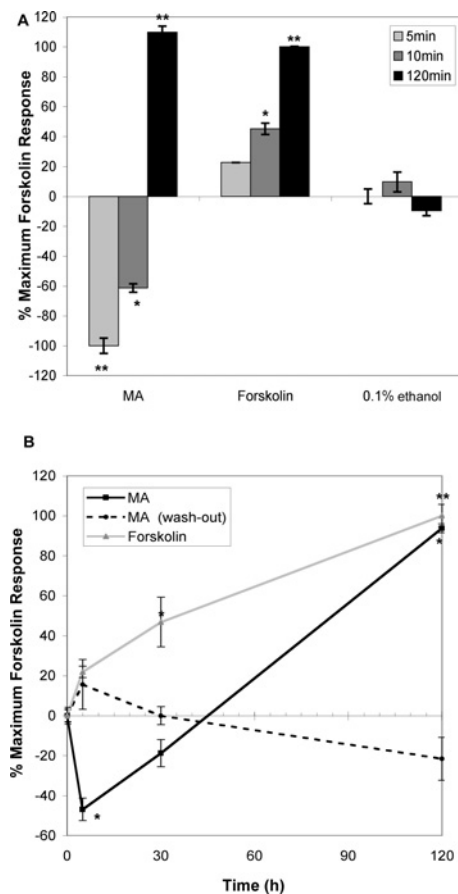 A
% Maximum Forskolin Response
120
100
80
60
40
20
0
-20
-40
-60
-80
-100
-120
5min
10min
120min
**
*
**
*
**
MA
Forskolin
0.1% ethanol
B
% Maximum Forskolin Response
120
100
80
60
40
20
0
-20
-40
-60
MA
MA (wash-out)
Forskolin
*
*
**
*
0
30
60
90
120
Time (h)